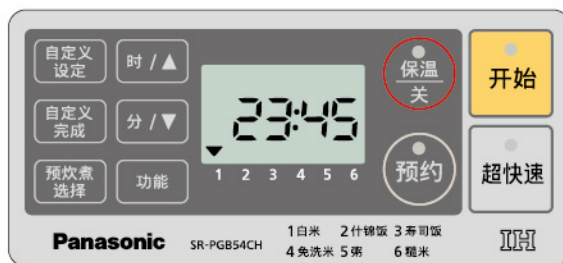 自定义
设定
时 / ▲
保温
关
开始
自定义
完成
分 / ▼
23:45
预炊煮
选择
功能
1 2 3 4 5 6
预约
超快速
Panasonic
SR-PGB54CH
1白米 2什锦饭 3寿司饭
4免洗米 5粥 6糙米
IH